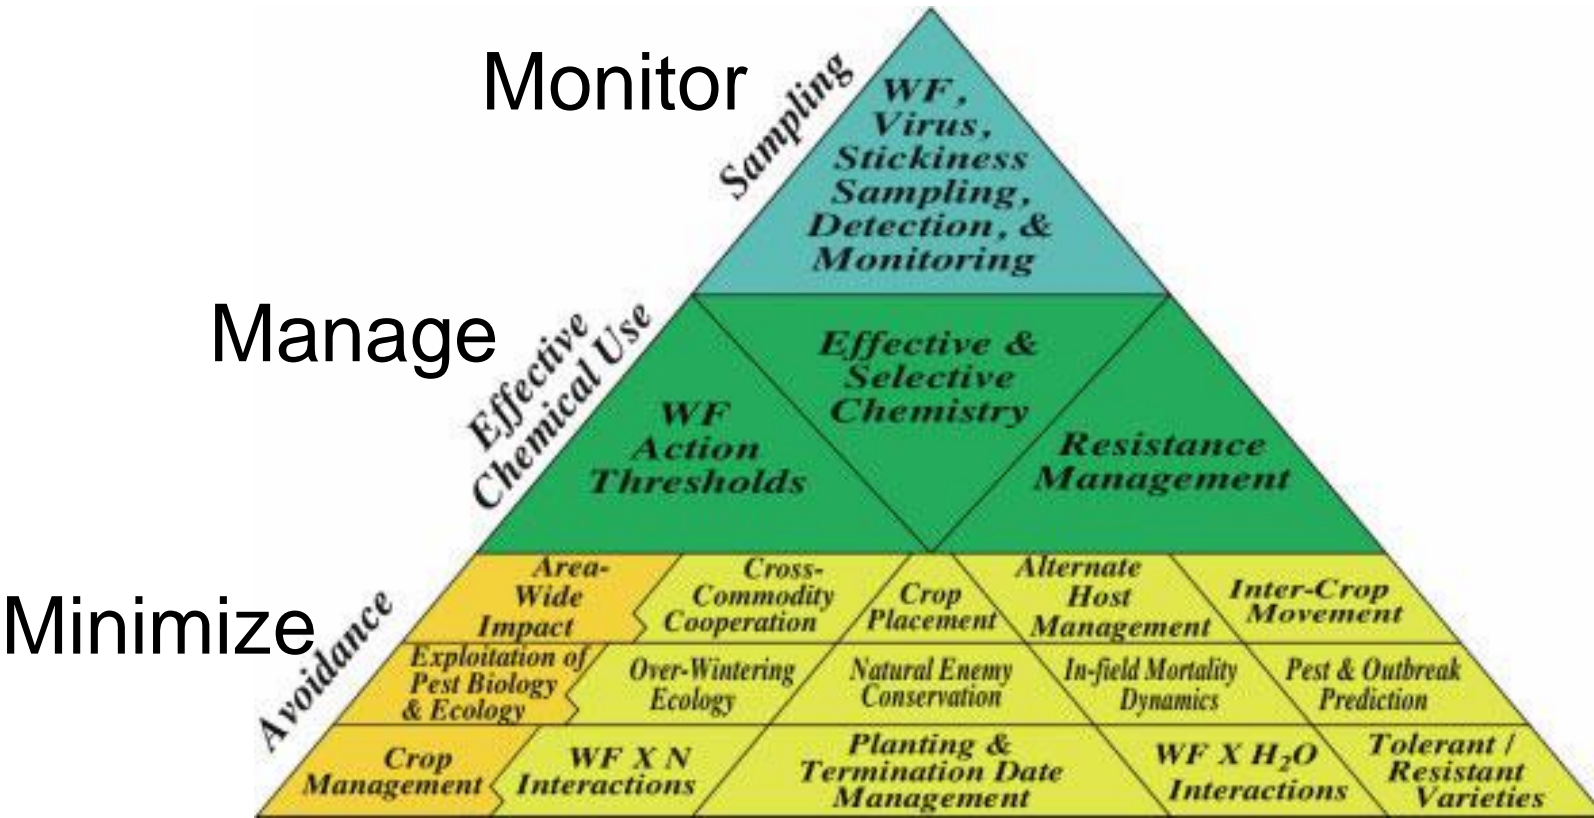 Monitor
Sampling
WF,
Virus,
Stickiness
Sampling,
Detection, &
Monitoring
Manage
Effective
Chemical Use
WF
Action
Thresholds
Effective &
Selective
Chemistry
Resistance
Management
Minimize
Avoidance
Area-
Wide
Impact
Cross-
Commodity
Cooperation
Crop
Placement
Alternate
Host
Management
Inter-Crop
Movement
Exploitation of
Pest Biology
& Ecology
Over-Wintering
Ecology
Natural Enemy
Conservation
In-field Mortality
Dynamics
Pest & Outbreak
Prediction
Crop
Management
WF X N
Interactions
Planting &
Termination Date
Management
WF X H₂O
Interactions
Tolerant /
Resistant
Varieties